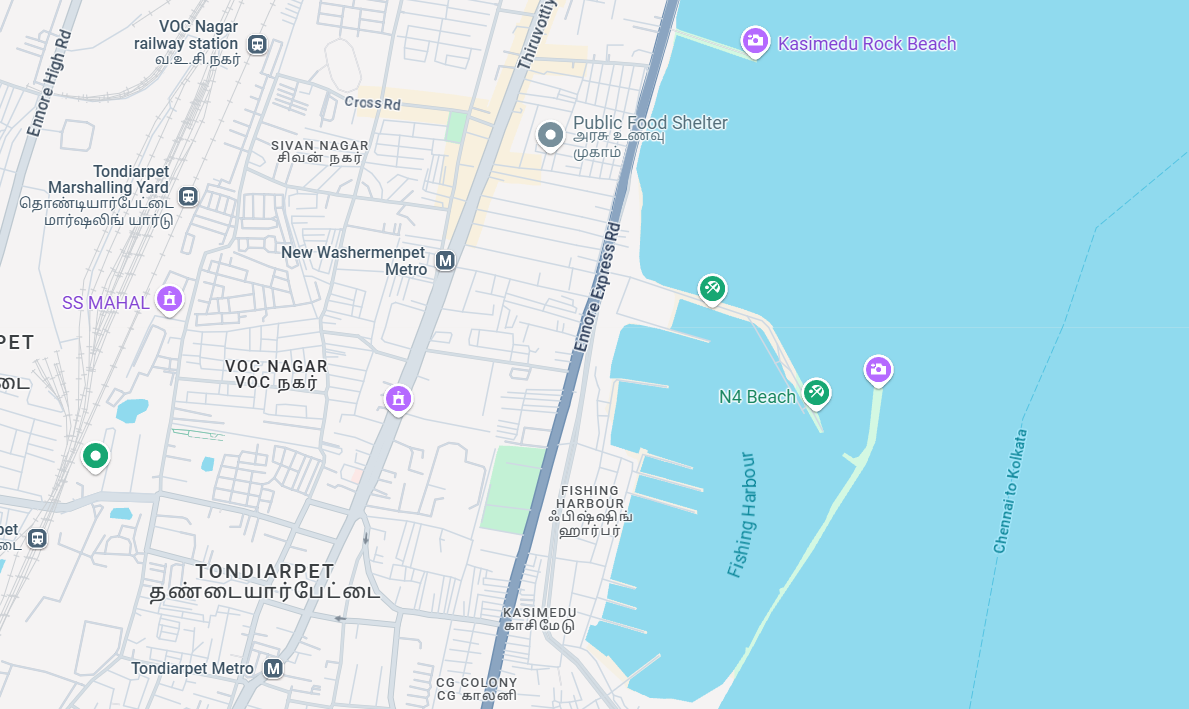 VOC Nagar
railway station
வ.உ.சி.நகர்
Ennore High Rd
Thiruvottiy
Kasimedu Rock Beach
Cross Rd
Public Food Shelter
அரசு உணவு
முகாம்
SIVAN NAGAR
சிவன் நகர்
Tondiarpet
Marshalling Yard
தொண்டியார்பேட்டை
மார்ஷலிங் யார்டு
New Washermenpet
Metro
Ennore Express Rd
SS MAHAL
PET
டை
VOC NAGAR
VOC நகர்
N4 Beach
Fishing Harbour
Chennai to Kolkata
FISHING
HARBOUR
ஃபிஷ்ஷிங்
ஹார்பர்
pet
டை
TONDIARPET
தண்டையார்பேட்டை
KASIMEDU
காசிமேடு
Tondiarpet Metro
CG COLONY
CG காலனி